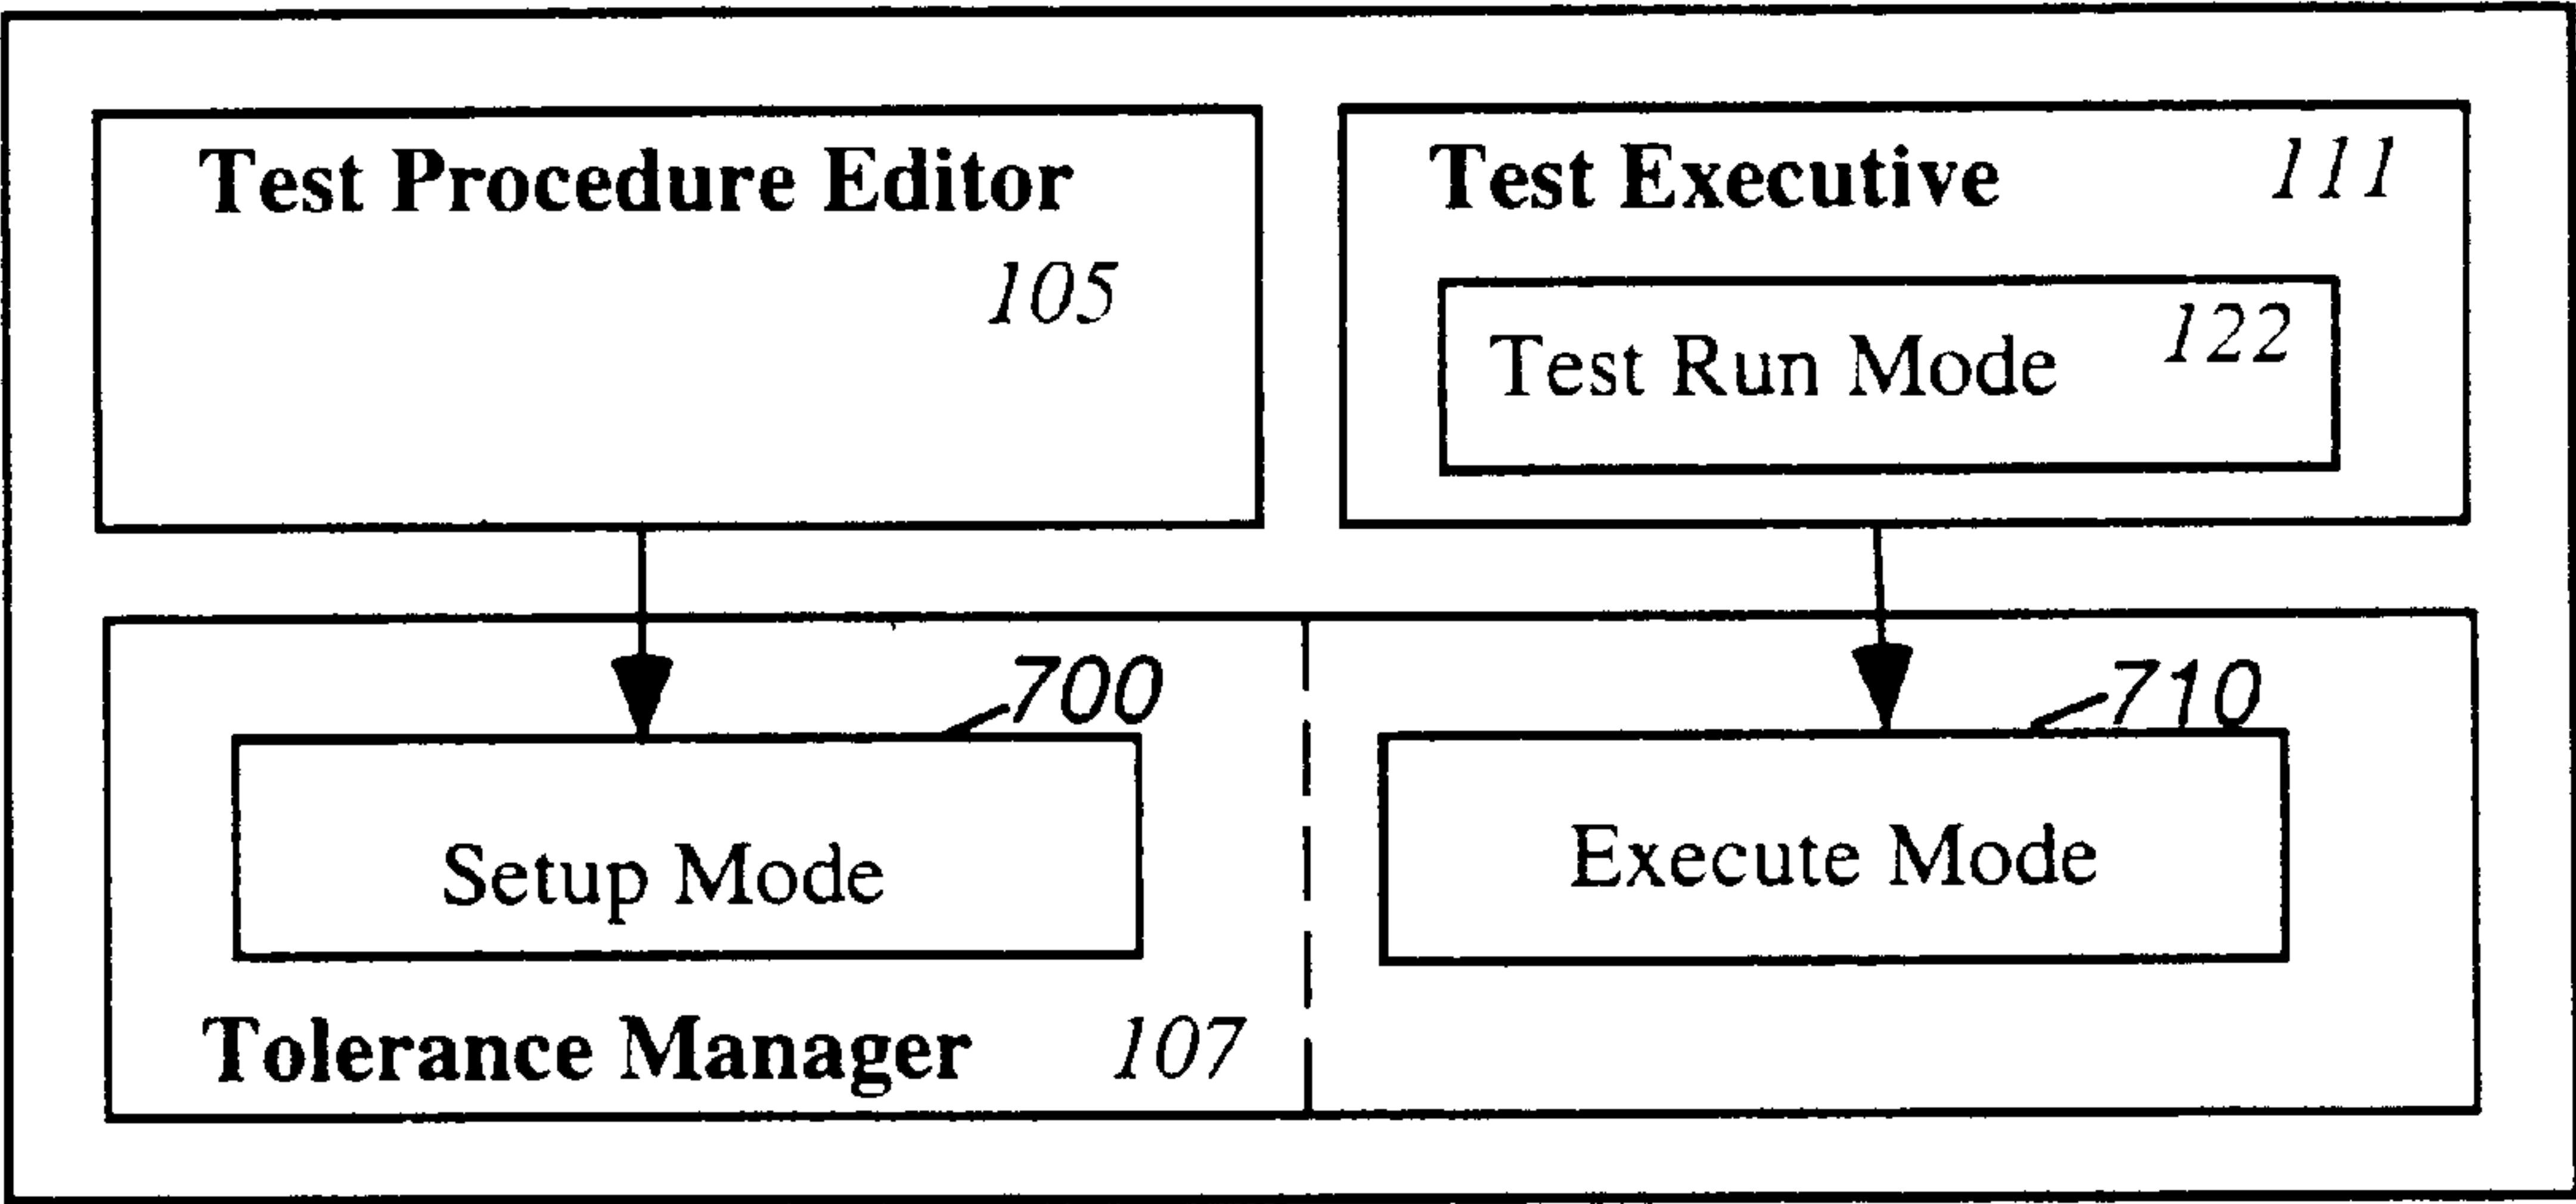 Test Procedure Editor
105
Test Executive 111
Test Run Mode 122
700
Setup Mode
710
Execute Mode
Tolerance Manager 107